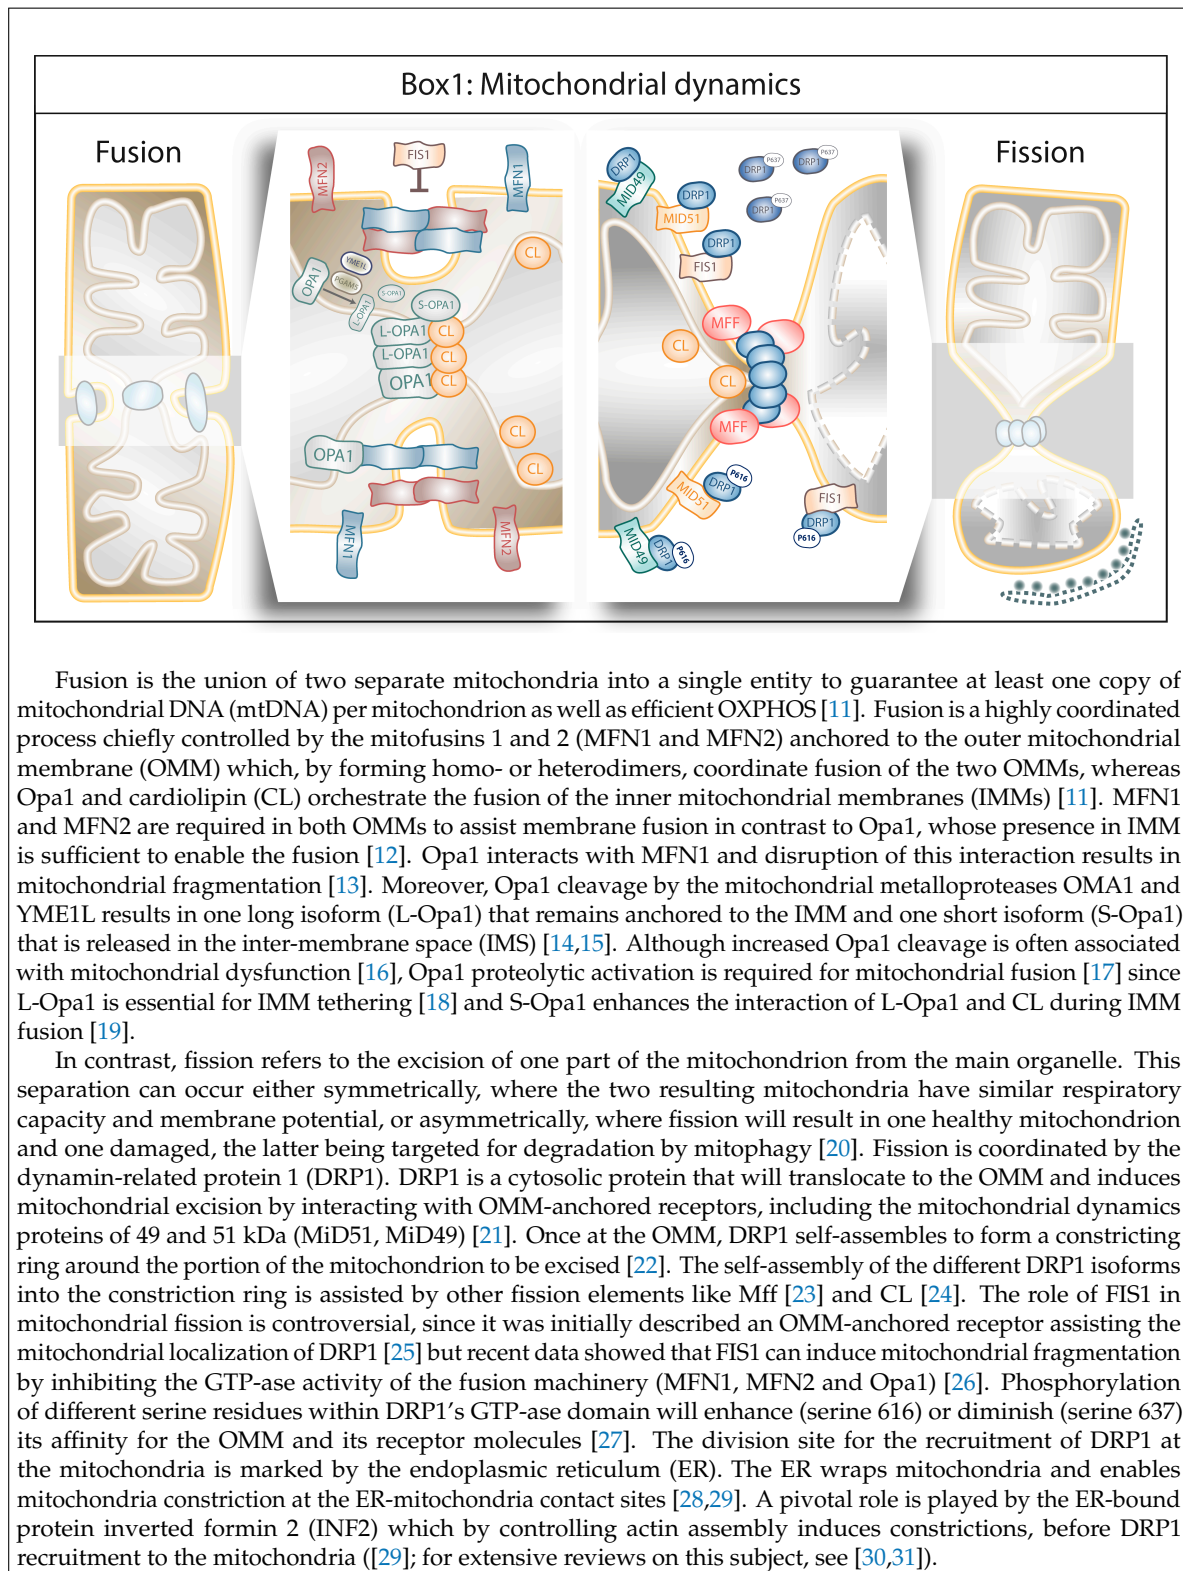 Box1: Mitochondrial dynamics
Fusion
Fission
MFN2
FIS1
MFN1
OPA1
YME1L
PGAM5
L-OPA1
S-OPA1
S-OPA1
L-OPA1
L-OPA1
OPA1
CL
CL
CL
CL
CL
CL
OPA1
MFN1
MFN2
DRP1
MID49
DRP1
MID51
DRP1
FIS1
DRP1
P637
DRP1
P637
DRP1
P637
MFF
CL
CL
MFF
MID51
DRP1
P616
MID49
DRP1
P616
FIS1
DRP1
P616
Fusion is the union of two separate mitochondria into a single entity to guarantee at least one copy of
mitochondrial DNA (mtDNA) per mitochondrion as well as efficient OXPHOS [11]. Fusion is a highly coordinated
process chiefly controlled by the mitofusins 1 and 2 (MFN1 and MFN2) anchored to the outer mitochondrial
membrane (OMM) which, by forming homo- or heterodimers, coordinate fusion of the two OMMs, whereas
Opa1 and cardiolipin (CL) orchestrate the fusion of the inner mitochondrial membranes (IMMs) [11]. MFN1
and MFN2 are required in both OMMs to assist membrane fusion in contrast to Opa1, whose presence in IMM
is sufficient to enable the fusion [12]. Opa1 interacts with MFN1 and disruption of this interaction results in
mitochondrial fragmentation [13]. Moreover, Opa1 cleavage by the mitochondrial metalloproteases OMA1 and
YME1L results in one long isoform (L-Opa1) that remains anchored to the IMM and one short isoform (S-Opa1)
that is released in the inter-membrane space (IMS) [14,15]. Although increased Opa1 cleavage is often associated
with mitochondrial dysfunction [16], Opa1 proteolytic activation is required for mitochondrial fusion [17] since
L-Opa1 is essential for IMM tethering [18] and S-Opa1 enhances the interaction of L-Opa1 and CL during IMM
fusion [19].
In contrast, fission refers to the excision of one part of the mitochondrion from the main organelle. This
separation can occur either symmetrically, where the two resulting mitochondria have similar respiratory
capacity and membrane potential, or asymmetrically, where fission will result in one healthy mitochondrion
and one damaged, the latter being targeted for degradation by mitophagy [20]. Fission is coordinated by the
dynamin-related protein 1 (DRP1). DRP1 is a cytosolic protein that will translocate to the OMM and induces
mitochondrial excision by interacting with OMM-anchored receptors, including the mitochondrial dynamics
proteins of 49 and 51 kDa (MiD51, MiD49) [21]. Once at the OMM, DRP1 self-assembles to form a constricting
ring around the portion of the mitochondrion to be excised [22]. The self-assembly of the different DRP1 isoforms
into the constriction ring is assisted by other fission elements like Mff [23] and CL [24]. The role of FIS1 in
mitochondrial fission is controversial, since it was initially described an OMM-anchored receptor assisting the
mitochondrial localization of DRP1 [25] but recent data showed that FIS1 can induce mitochondrial fragmentation
by inhibiting the GTP-ase activity of the fusion machinery (MFN1, MFN2 and Opa1) [26]. Phosphorylation
of different serine residues within DRP1's GTP-ase domain will enhance (serine 616) or diminish (serine 637)
its affinity for the OMM and its receptor molecules [27]. The division site for the recruitment of DRP1 at
the mitochondria is marked by the endoplasmic reticulum (ER). The ER wraps mitochondria and enables
mitochondria constriction at the ER-mitochondria contact sites [28,29]. A pivotal role is played by the ER-bound
protein inverted formin 2 (INF2) which by controlling actin assembly induces constrictions, before DRP1
recruitment to the mitochondria ([29]; for extensive reviews on this subject, see [30,31]).